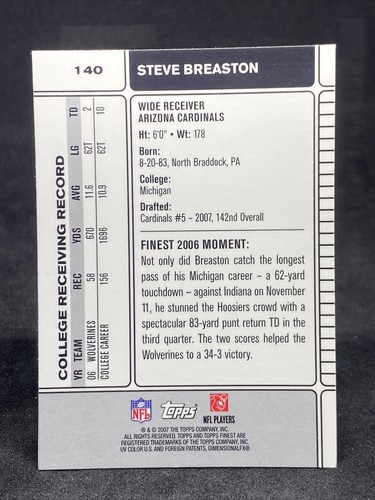 140
STEVE BREASTON
COLLEGE RECEIVING RECORD
YR TEAM REC YDS AVG LG TD
06 WOLVERINES 58 670 11.6 62T 2
COLLEGE CAREER 156 1696 10.9 62T 10
WIDE RECEIVER
ARIZONA CARDINALS
Ht: 6'0" • Wt: 178
Born:
8-20-83, North Braddock, PA
College:
Michigan
Drafted:
Cardinals #5 – 2007, 142nd Overall
FINEST 2006 MOMENT:
Not only did Breaston catch the longest
pass of his Michigan career – a 62-yard
touchdown – against Indiana on November
11, he stunned the Hoosiers crowd with a
spectacular 83-yard punt return TD in the
third quarter. The two scores helped the
Wolverines to a 34-3 victory.
NFL
Topps
NFL PLAYERS
® & © 2007 THE TOPPS COMPANY, INC.
ALL RIGHTS RESERVED. TOPPS AND TOPPS FINEST ARE
REGISTERED TRADEMARKS OF THE TOPPS COMPANY, INC.
UV COLOR U.S. AND FOREIGN PATENTS, DIMENSIONALFX®